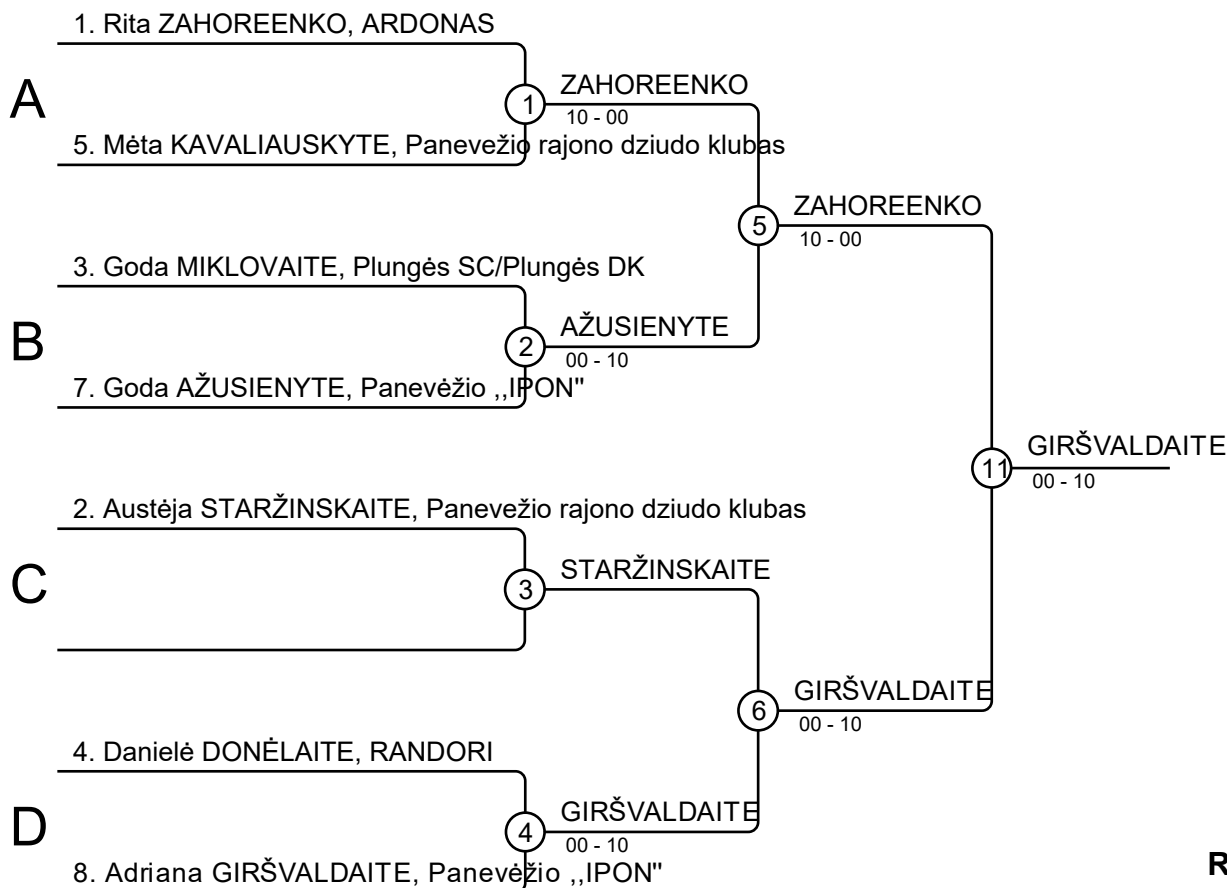 1. Rita ZAHOREENKO, ARDONAS
A
1
ZAHOREENKO
10 - 00
5. Mėta KAVALIAUSKYTE, Panevežio rajono dziudo klubas
5
ZAHOREENKO
10 - 00
3. Goda MIKLOVAITE, Plungės SC/Plungės DK
B
2
AŽUSIENYTE
00 - 10
7. Goda AŽUSIENYTE, Panevėžio ,,IPON"
11
GIRŠVALDAITE
00 - 10
2. Austėja STARŽINSKAITE, Panevežio rajono dziudo klubas
C
3
STARŽINSKAITE
6
GIRŠVALDAITE
00 - 10
4. Danielė DONĖLAITE, RANDORI
D
4
GIRŠVALDAITE
00 - 10
8. Adriana GIRŠVALDAITE, Panevėžio ,,IPON"
R